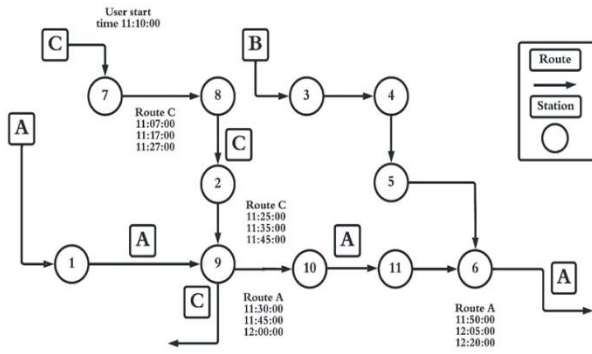 User start
time 11:10:00
C
B
Route
Station
7
8
3
4
Route C
11:07:00
11:17:00
11:27:00
A
C
2
5
Route C
11:25:00
11:35:00
11:45:00
A
A
1
9
10
11
6
C
A
Route A
11:30:00
11:45:00
12:00:00
Route A
11:50:00
12:05:00
12:20:00